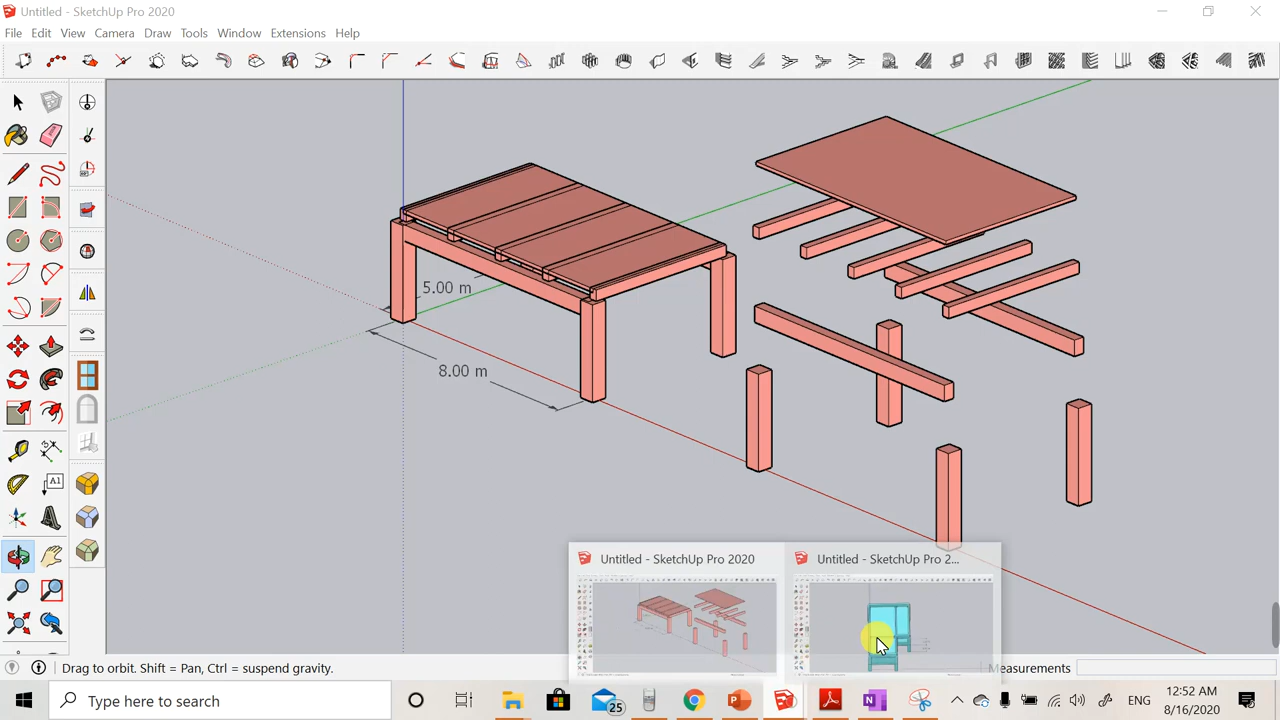 Untitled - SketchUp Pro 2020
File Edit View Camera Draw Tools Window Extensions Help
5.00 m
8.00 m
A1
Untitled - SketchUp Pro 2020
Untitled - SketchUp Pro 2...
Drag to orbit. Shift = Pan, Ctrl = suspend gravity.
Measurements
Type here to search
25
ENG
12:52 AM
8/16/2020